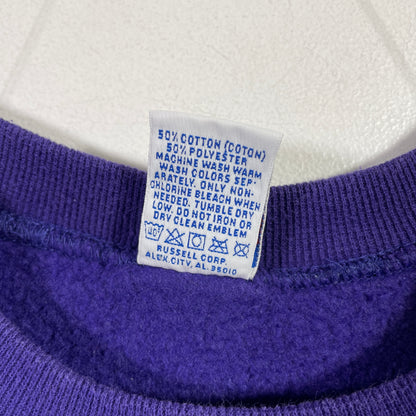 50% COTTON (COTON)
50% POLYESTER
MACHINE WASH WARM
WASH COLORS SEP-
ARATELY. ONLY NON-
CHLORINE BLEACH WHEN
NEEDED. TUMBLE DRY
LOW. DO NOT IRON OR
DRY CLEAN EMBLEM
40°
RUSSELL CORP.
ALEX. CITY, AL. 35010